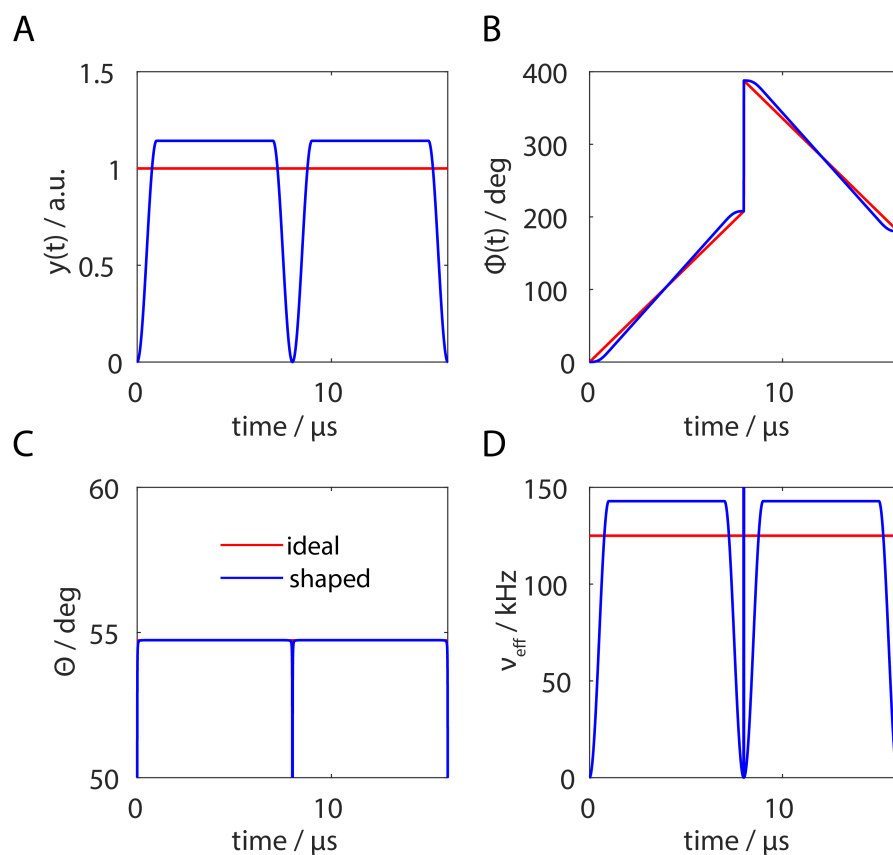 A
B
1.5
1
0.5
0
y(t) / a.u.
0
10
time / μs
400
300
200
100
0
Φ(t) / deg
0
10
time / μs
C
D
60
55
50
Θ / deg
ideal
shaped
0
10
time / μs
150
100
50
0
νeff / kHz
0
10
time / μs